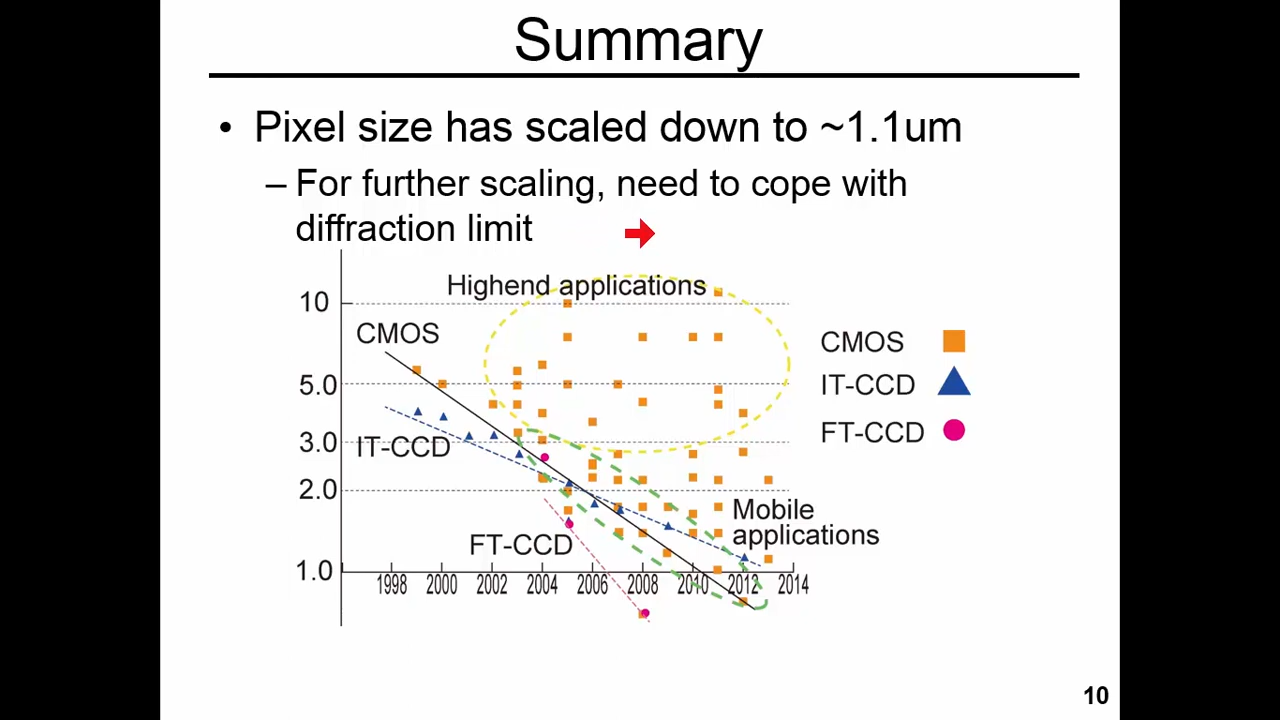 Summary
• Pixel size has scaled down to ~1.1um
– For further scaling, need to cope with
diffraction limit
Highend applications
10
CMOS
5.0
3.0
IT-CCD
2.0
Mobile
applications
FT-CCD
1.0
1998 2000 2002 2004 2006 2008 2010 2012 2014
CMOS
IT-CCD
FT-CCD
10